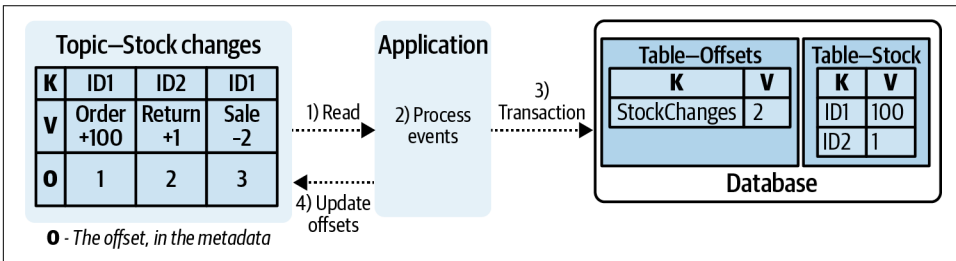 Topic–Stock changes
K ID1 ID2 ID1
V Order +100 Return +1 Sale -2
O 1 2 3
O - The offset, in the metadata
1) Read
4) Update
offsets
Application
2) Process
events
3)
Transaction
Table–Offsets
K V
StockChanges 2
Table–Stock
K V
ID1 100
ID2 1
Database